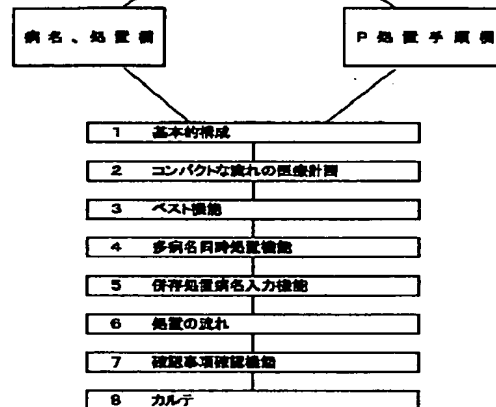 病名、処置欄
P処置手順欄
1 基本的構成
2 コンパクトな流れの医療計画
3 ベスト機能
4 多病名同時処置機能
5 併存処置病名入力機能
6 処置の流れ
7 確認事項確認機能
8 カルテ